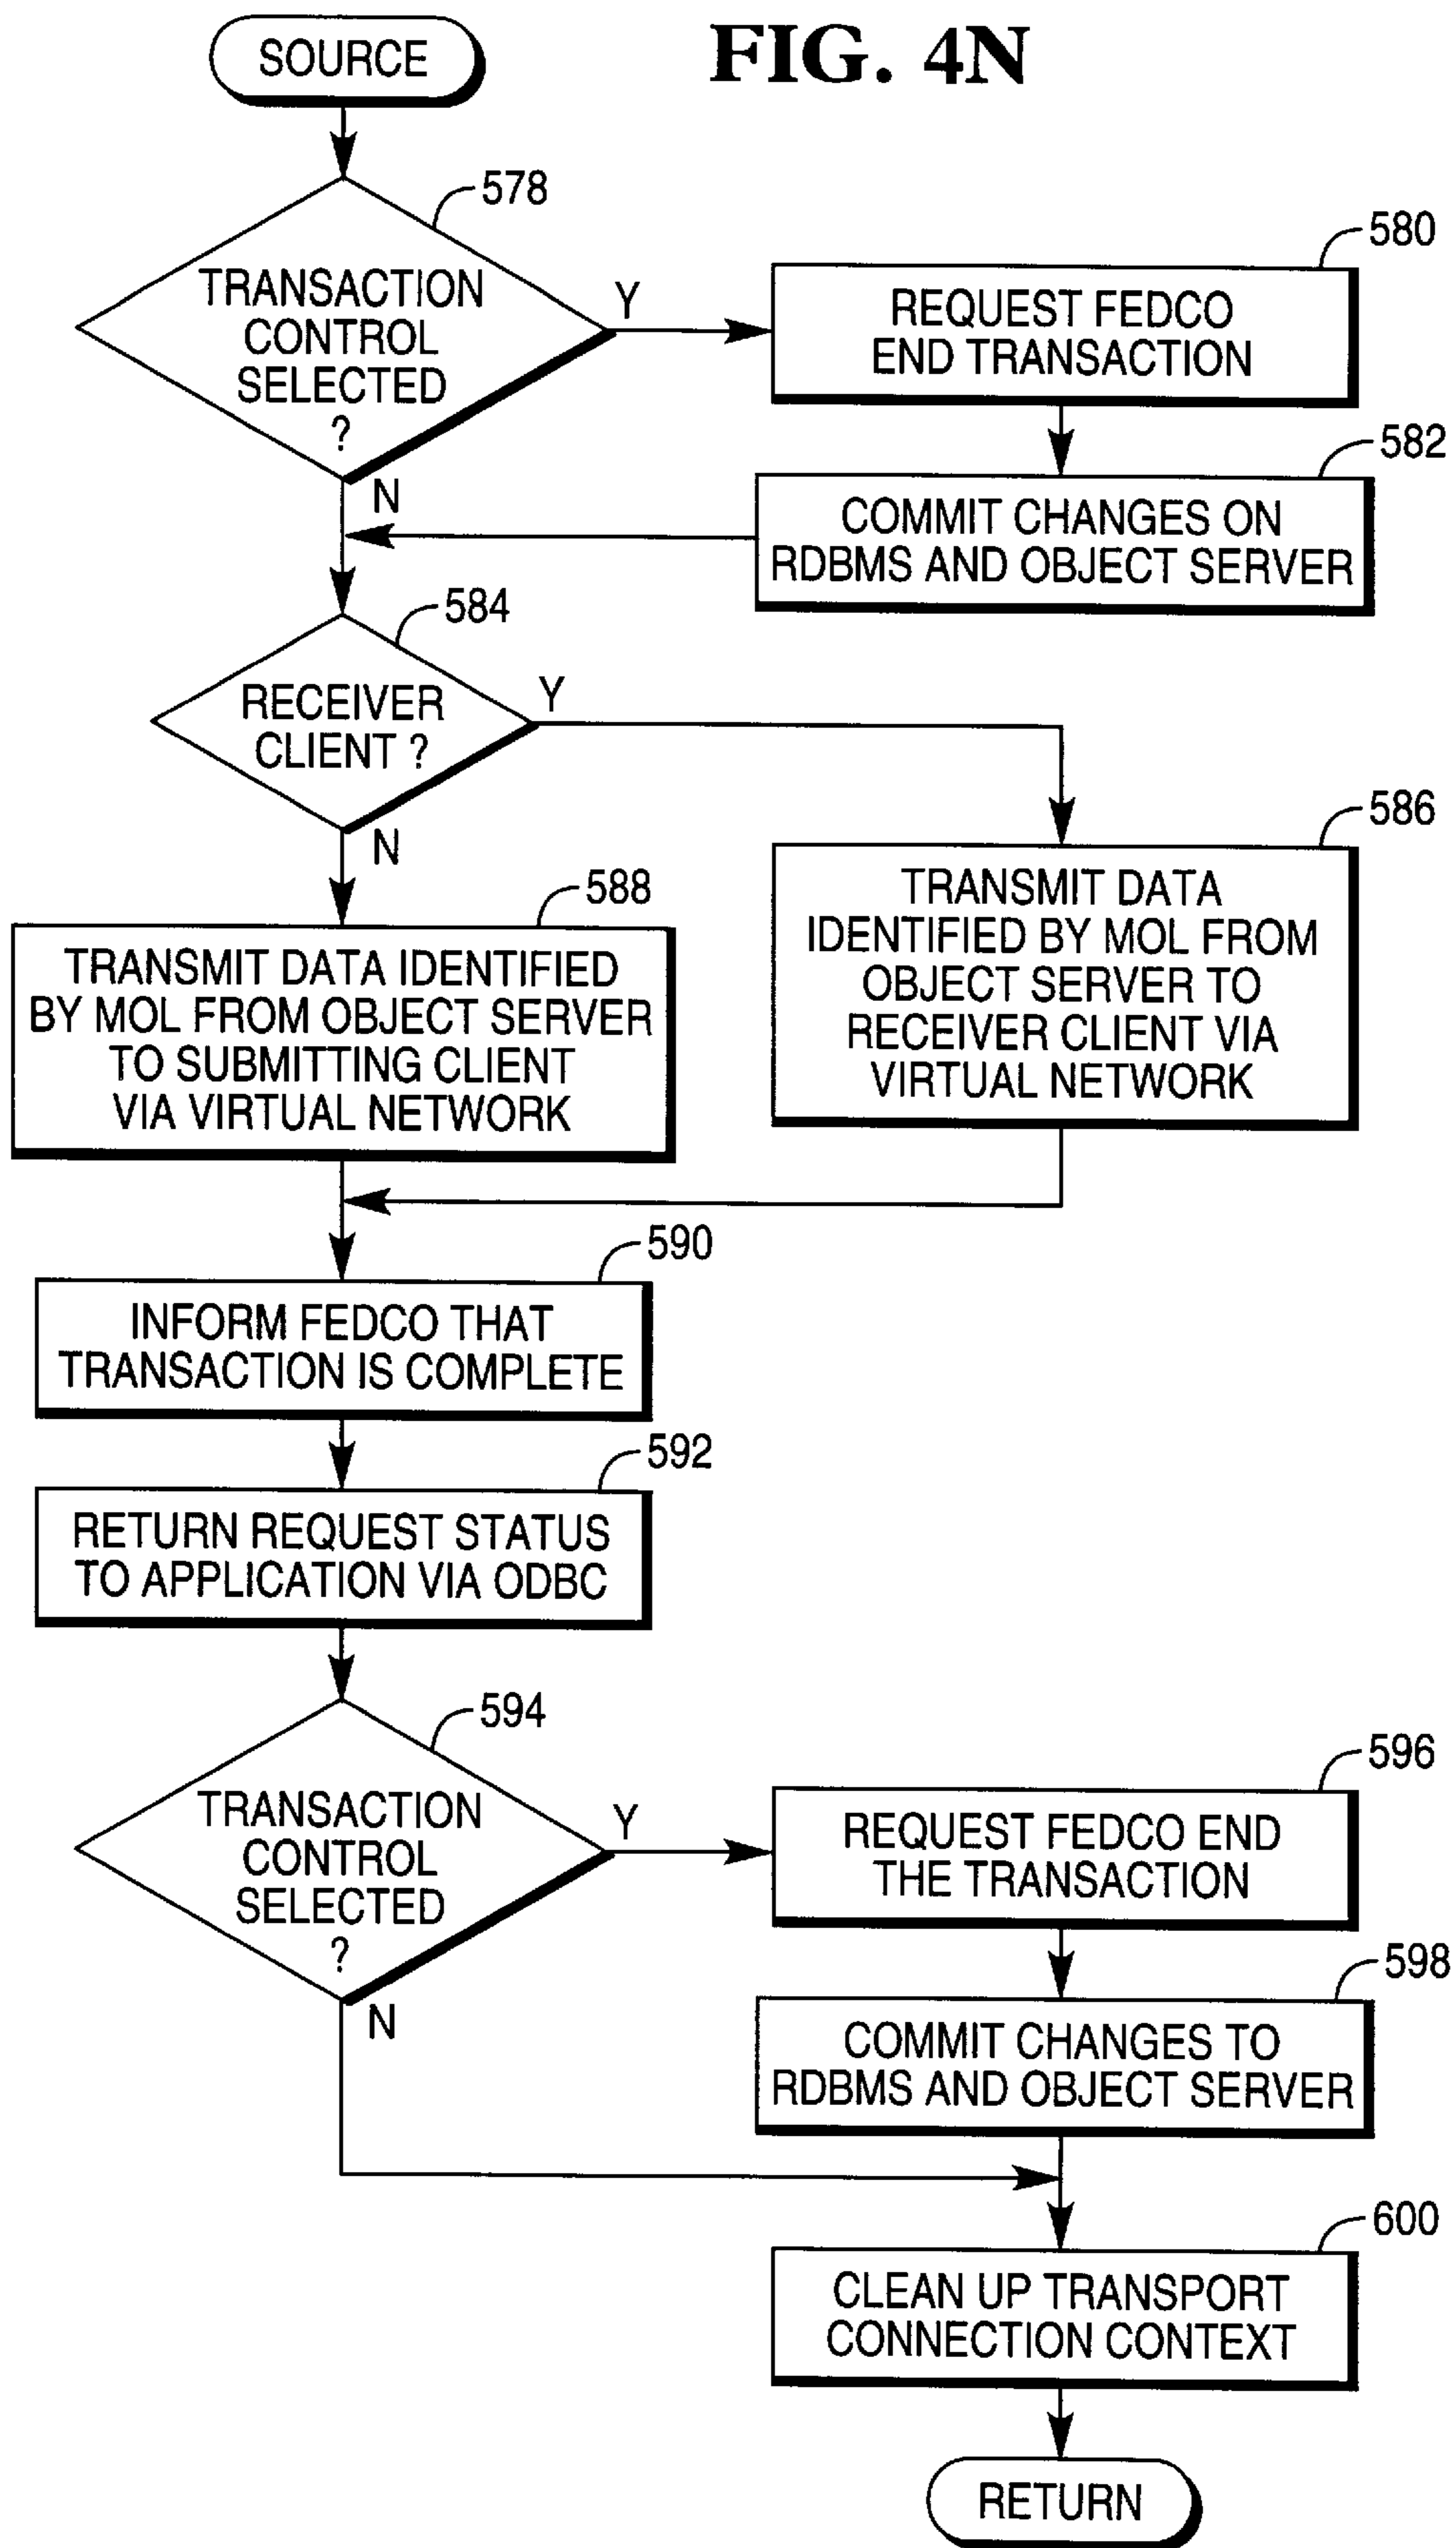 FIG. 4N
SOURCE
578
TRANSACTION
CONTROL
SELECTED
?
Y
N
580
REQUEST FEDCO
END TRANSACTION
582
COMMIT CHANGES ON
RDBMS AND OBJECT SERVER
584
RECEIVER
CLIENT ?
Y
N
586
TRANSMIT DATA
IDENTIFIED BY MOL FROM
OBJECT SERVER TO
RECEIVER CLIENT VIA
VIRTUAL NETWORK
588
TRANSMIT DATA IDENTIFIED
BY MOL FROM OBJECT SERVER
TO SUBMITTING CLIENT
VIA VIRTUAL NETWORK
590
INFORM FEDCO THAT
TRANSACTION IS COMPLETE
592
RETURN REQUEST STATUS
TO APPLICATION VIA ODBC
594
TRANSACTION
CONTROL
SELECTED
?
Y
N
596
REQUEST FEDCO END
THE TRANSACTION
598
COMMIT CHANGES TO
RDBMS AND OBJECT SERVER
600
CLEAN UP TRANSPORT
CONNECTION CONTEXT
RETURN